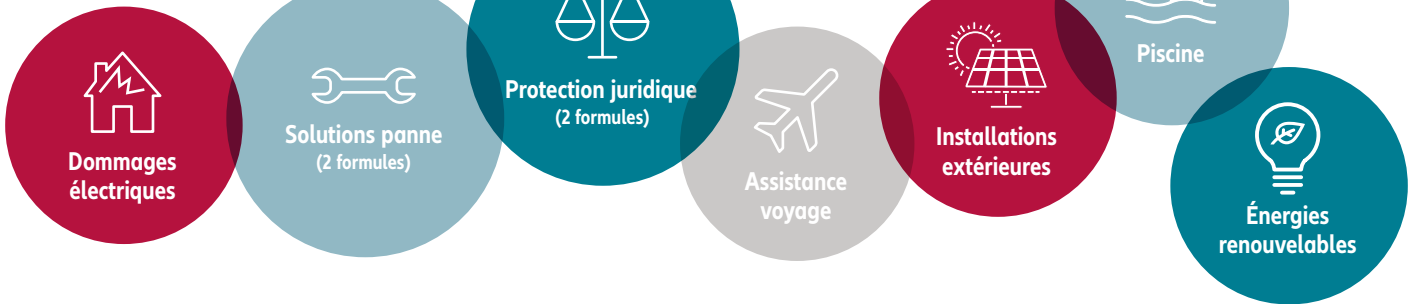 Dommages
électriques
Solutions panne
(2 formules)
Protection juridique
(2 formules)
Assistance
voyage
Installations
extérieures
Piscine
Énergies
renouvelables